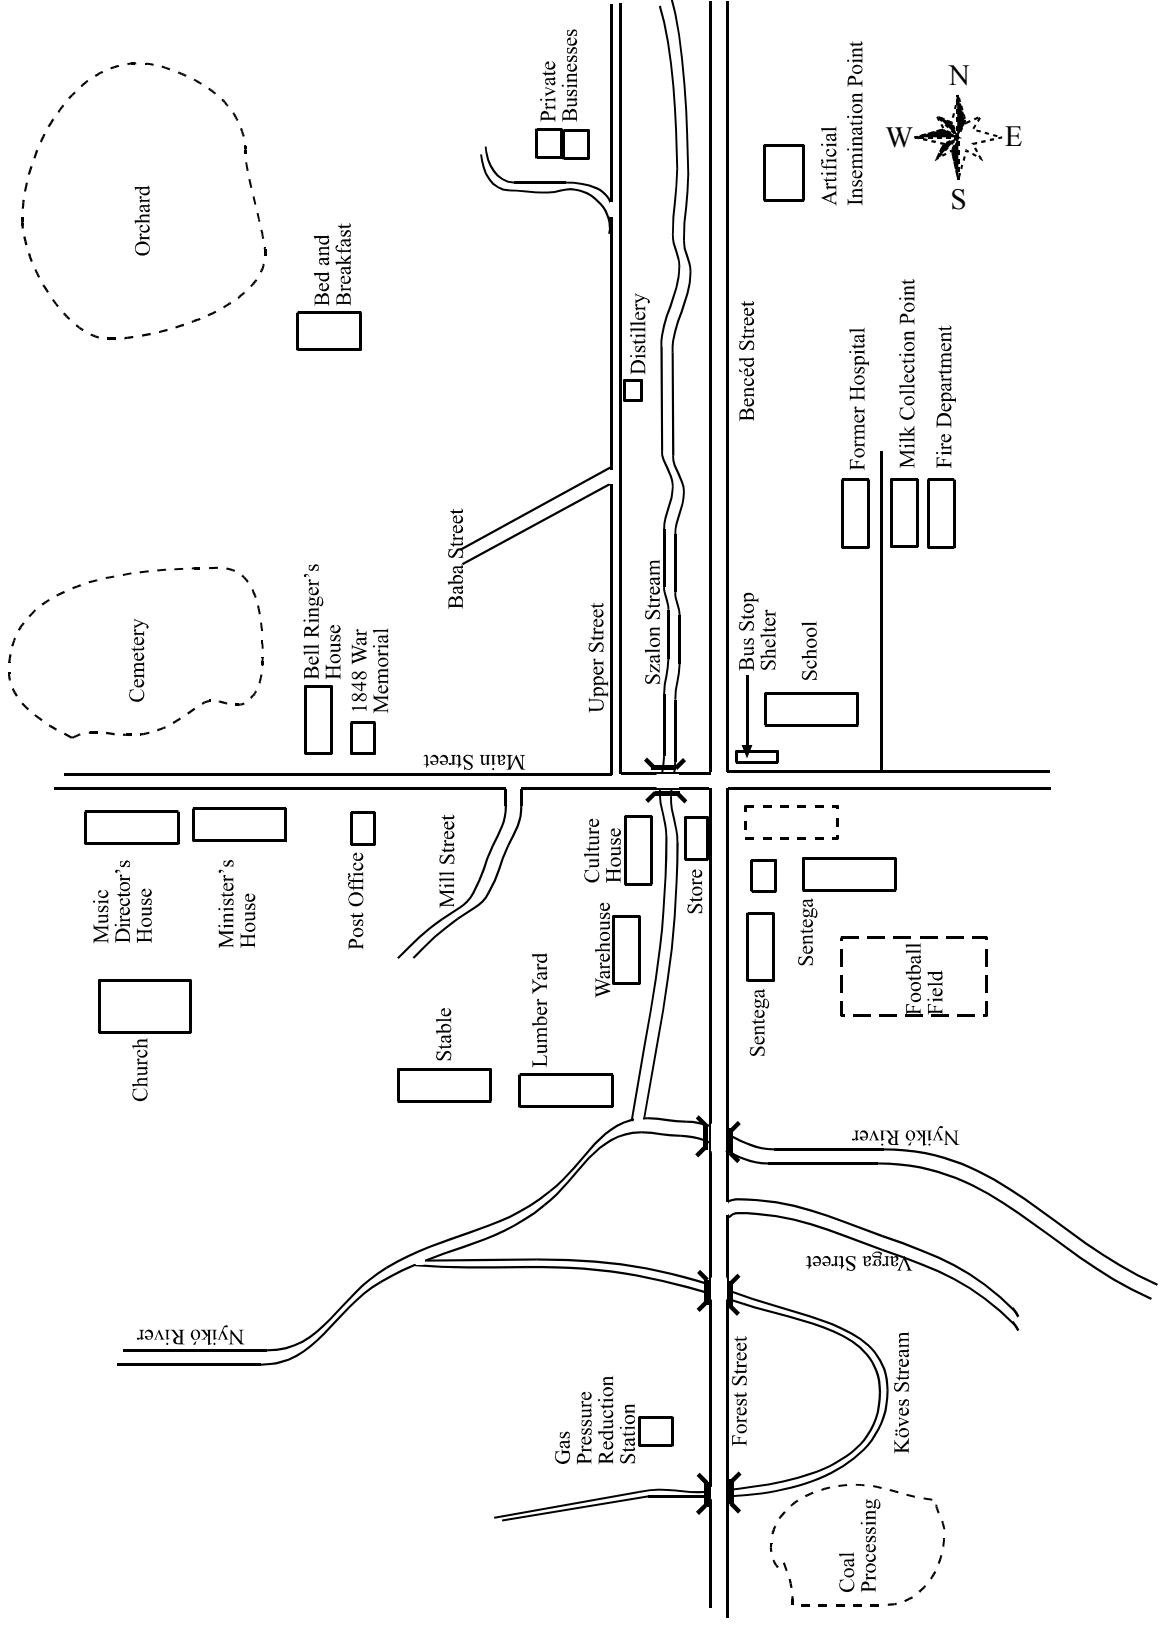 Private
Businesses
Artificial
Insemination Point
N
W
E
S
Orchard
Bed and
Breakfast
Distillery
Bencéd Street
Former Hospital
Milk Collection Point
Fire Department
Baba Street
Cemetery
Bell Ringer's
House
1848 War
Memorial
Upper Street
Szalon Stream
Bus Stop
Shelter
School
Main Street
Music
Director's
House
Minister's
House
Post Office
Mill Street
Culture
House
Store
Warehouse
Sentega
Sentega
Football
Field
Church
Stable
Lumber Yard
Nyikó River
Varga Street
Nyikó River
Gas
Pressure
Reduction
Station
Forest Street
Köves Stream
Coal
Processing